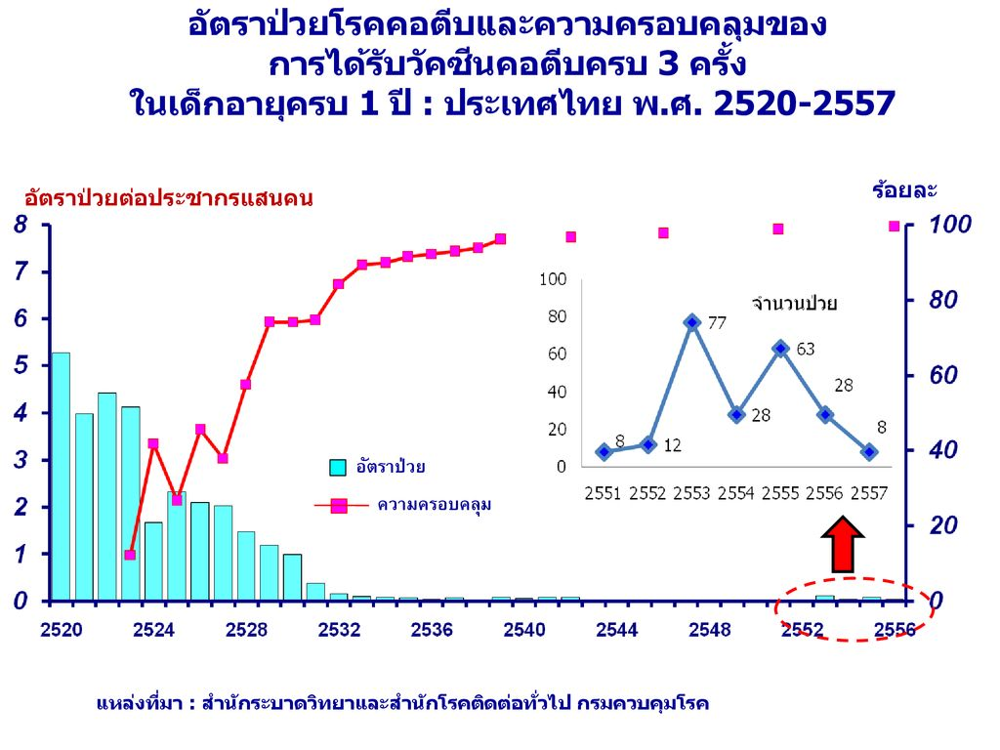 อัตราป่วยโรคคอตีบและความครอบคลุมของ
การได้รับวัคซีนคอตีบครบ 3 ครั้ง
ในเด็กอายุครบ 1 ปี : ประเทศไทย พ.ศ. 2520-2557
ร้อยละ
อัตราป่วยต่อประชากรแสนคน
8
7
6
5
4
3
2
1
0
100
80
60
40
20
0
100
80
60
40
20
0
จำนวนป่วย
8
12
77
28
63
28
8
2551 2552 2553 2554 2555 2556 2557
อัตราป่วย
ความครอบคลุม
2520 2524 2528 2532 2536 2540 2544 2548 2552 2556
แหล่งที่มา : สำนักระบาดวิทยาและสำนักโรคติดต่อทั่วไป กรมควบคุมโรค